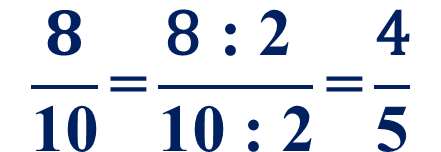 8/10 = (8 : 2)/(10 : 2) = 4/5